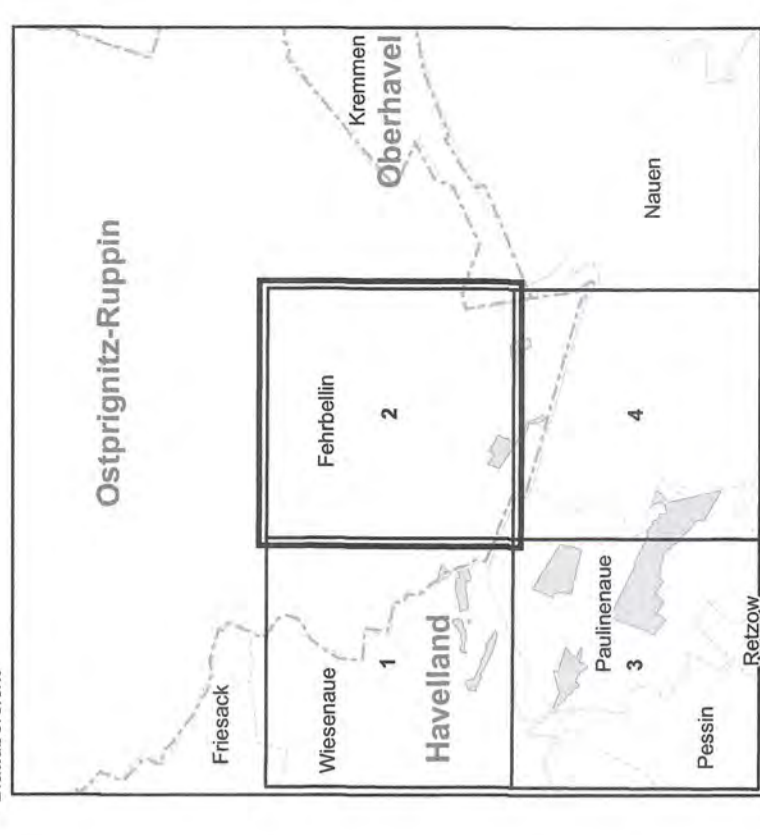 Ostprignitz-Ruppin
Friesack
Kremmen
Oberhavel
Wiesenaue
1
Fehrbellin
2
Havelland
Paulinenaue
3
4
Nauen
Pessin
Retzow